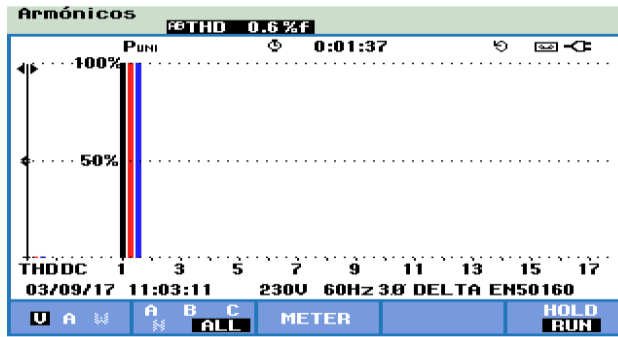 Armónicos
AB THD 0.6 %f
PUNI 0:01:37
100%
50%
THD DC 1 3 5 7 9 11 13 15 17
03/09/17 11:03:11 230V 60Hz 3Ø DELTA EN50160
V A W A B C N ALL METER HOLD RUN